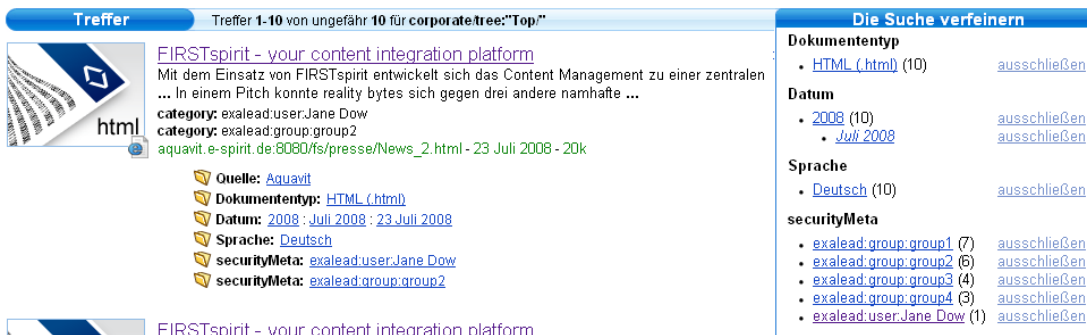 Treffer
Treffer 1-10 von ungefähr 10 für corporate/tree:"Top/"
FIRSTspirit - your content integration platform
Mit dem Einsatz von FIRSTspirit entwickelt sich das Content Management zu einer zentralen
... In einem Pitch konnte reality bytes sich gegen drei andere namhafte ...
category: exalead:user:Jane Dow
category: exalead:group:group2
html
aquavit.e-spirit.de:8080/fs/presse/News_2.html - 23 Juli 2008 - 20k
Quelle: Aquavit
Dokumententyp: HTML (.html)
Datum: 2008 : Juli 2008 : 23 Juli 2008
Sprache: Deutsch
securityMeta: exalead:user:Jane Dow
securityMeta: exalead:group:group2
FIRSTspirit - your content integration platform
Die Suche verfeinern
Dokumententyp
HTML (.html) (10) ausschließen
Datum
2008 (10) ausschließen
Juli 2008 ausschließen
Sprache
Deutsch (10) ausschließen
securityMeta
exalead:group:group1 (7) ausschließen
exalead:group:group2 (6) ausschließen
exalead:group:group3 (4) ausschließen
exalead:group:group4 (3) ausschließen
exalead:user:Jane Dow (1) ausschließen